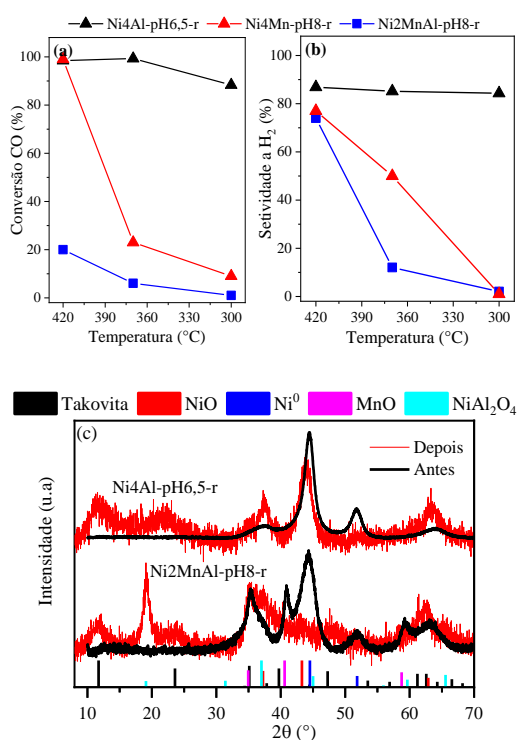 Ni4Al-pH6,5-r Ni4Mn-pH8-r Ni2MnAl-pH8-r
(a)
100
80
60
40
20
0
Conversão CO (%)
420 390 360 330 300
Temperatura (°C)
(b)
100
80
60
40
20
0
Setividade a H2 (%)
420 390 360 330 300
Temperatura (°C)
Takovita NiO Ni⁰ MnO NiAl2O4
(c)
Depois
Antes
Ni4Al-pH6,5-r
Ni2MnAl-pH8-r
Intensidade (u.a)
10 20 30 40 50 60 70
2θ (°)